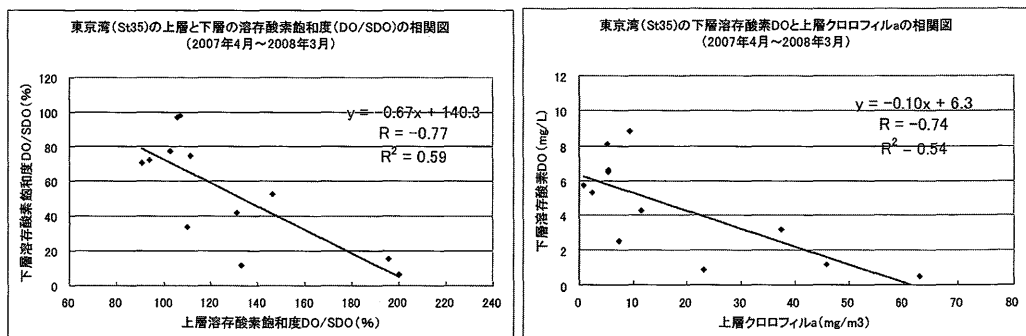 東京湾(St35)の上層と下層の溶存酸素飽和度(DO/SDO)の相関図
(2007年4月～2008年3月)
下層溶存酸素飽和度DO/SDO(%)
120
100
80
60
40
20
0
y = -0.67x + 140.3
R = -0.77
R² = 0.59
60 80 100 120 140 160 180 200 220
上層溶存酸素飽和度DO/SDO(%)
東京湾(St35)の下層溶存酸素DOと上層クロロフィルaの相関図
(2007年4月～2008年3月)
下層溶存酸素DO(mg/L)
12
10
8
6
4
2
0
y = -0.10x + 6.3
R = -0.74
R² = 0.54
0 10 20 30 40 50 60 70 80
上層クロロフィルa(mg/m3)